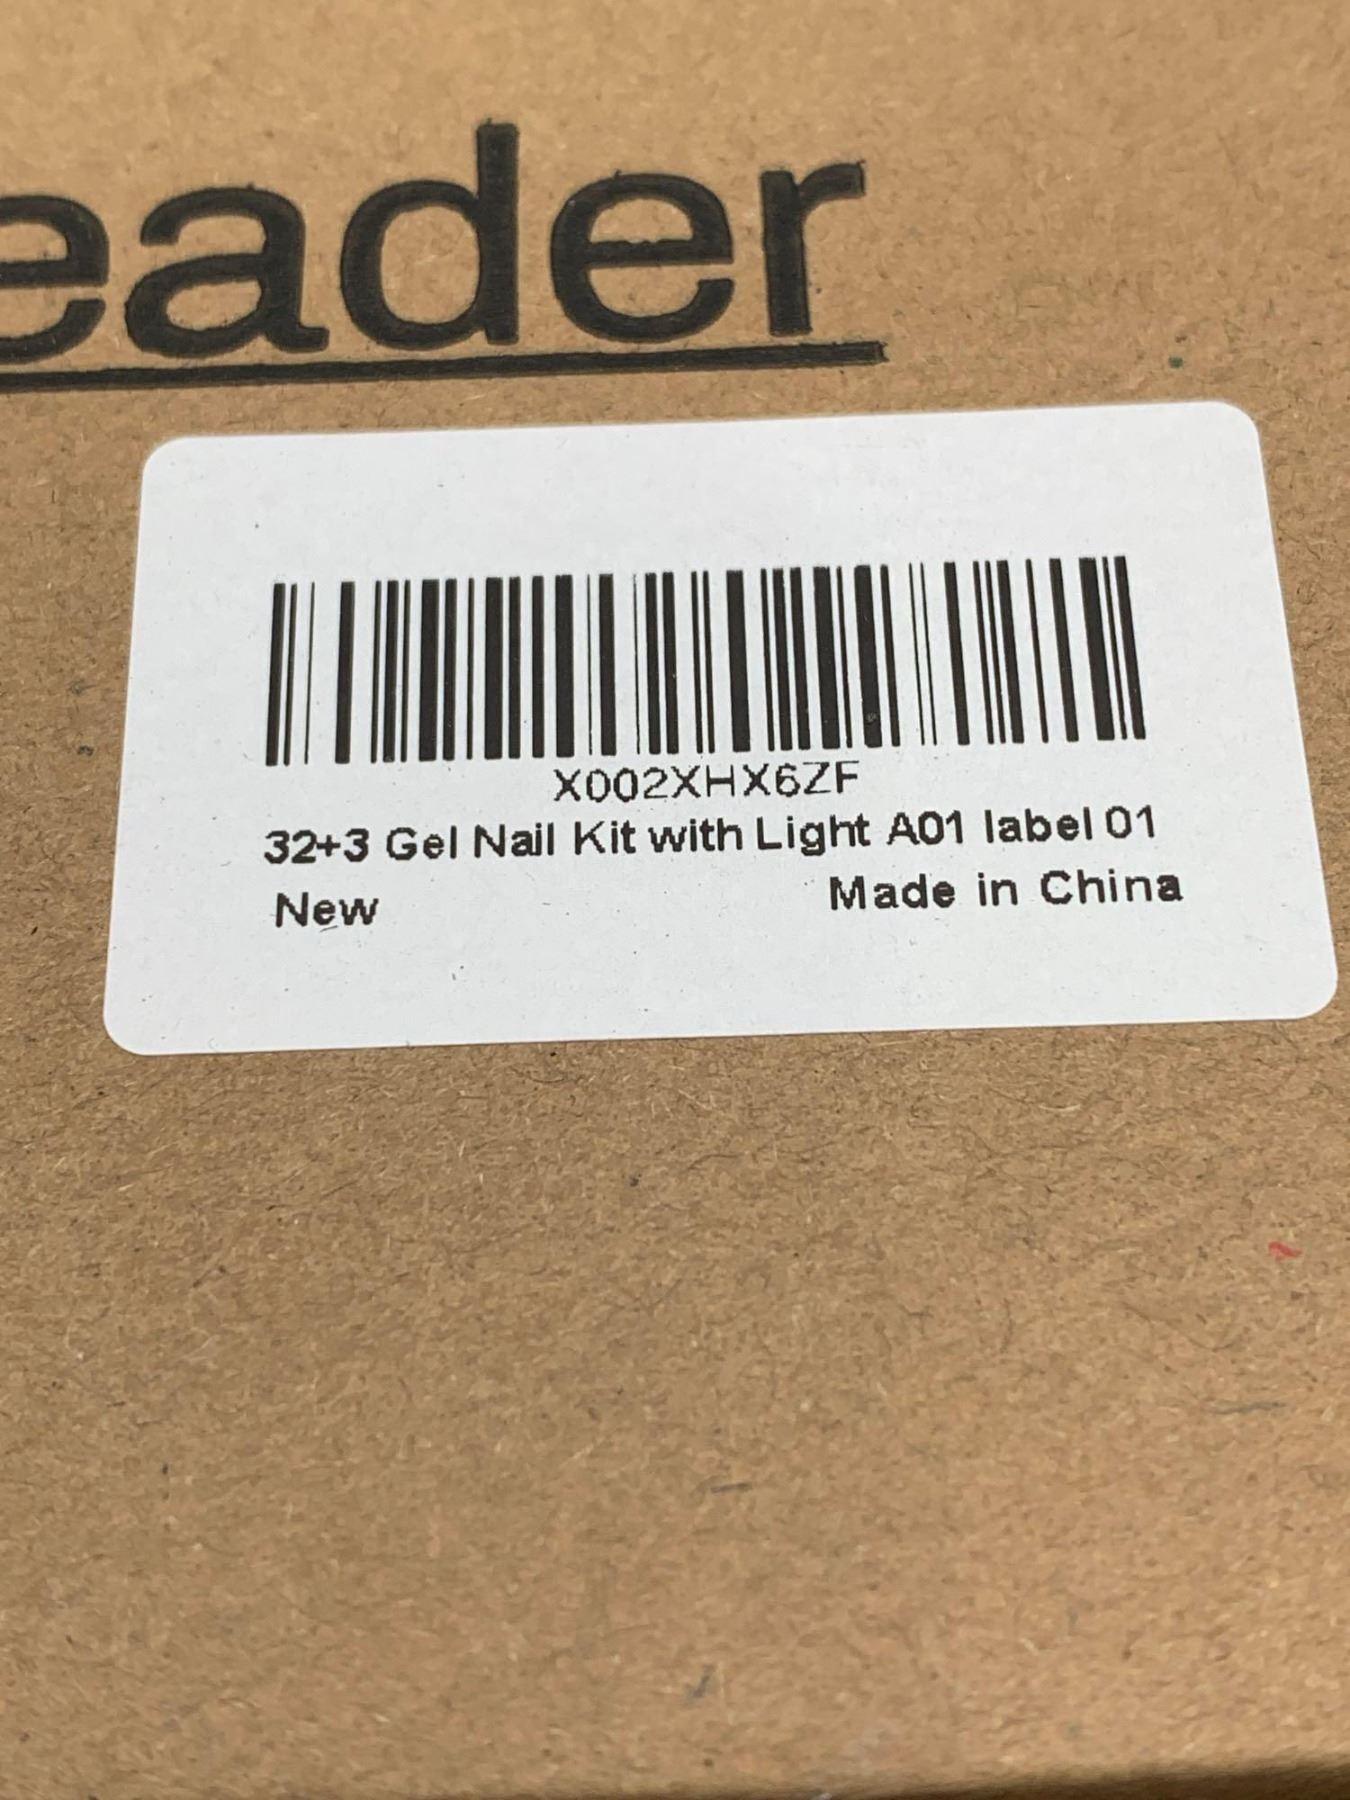 eader
X002XHX6ZF
32+3 Gel Nail Kit with Light A01 label 01
New
Made in China